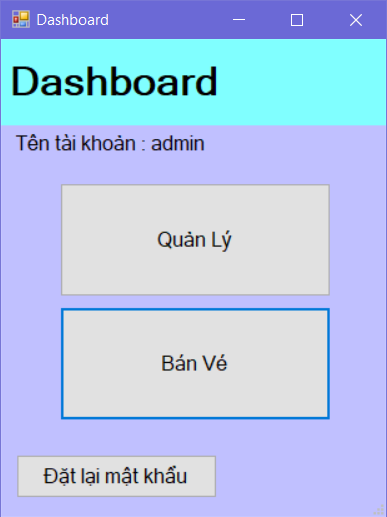 Dashboard
Dashboard
Tên tài khoản : admin
Quản Lý
Bán Vé
Đặt lại mật khẩu